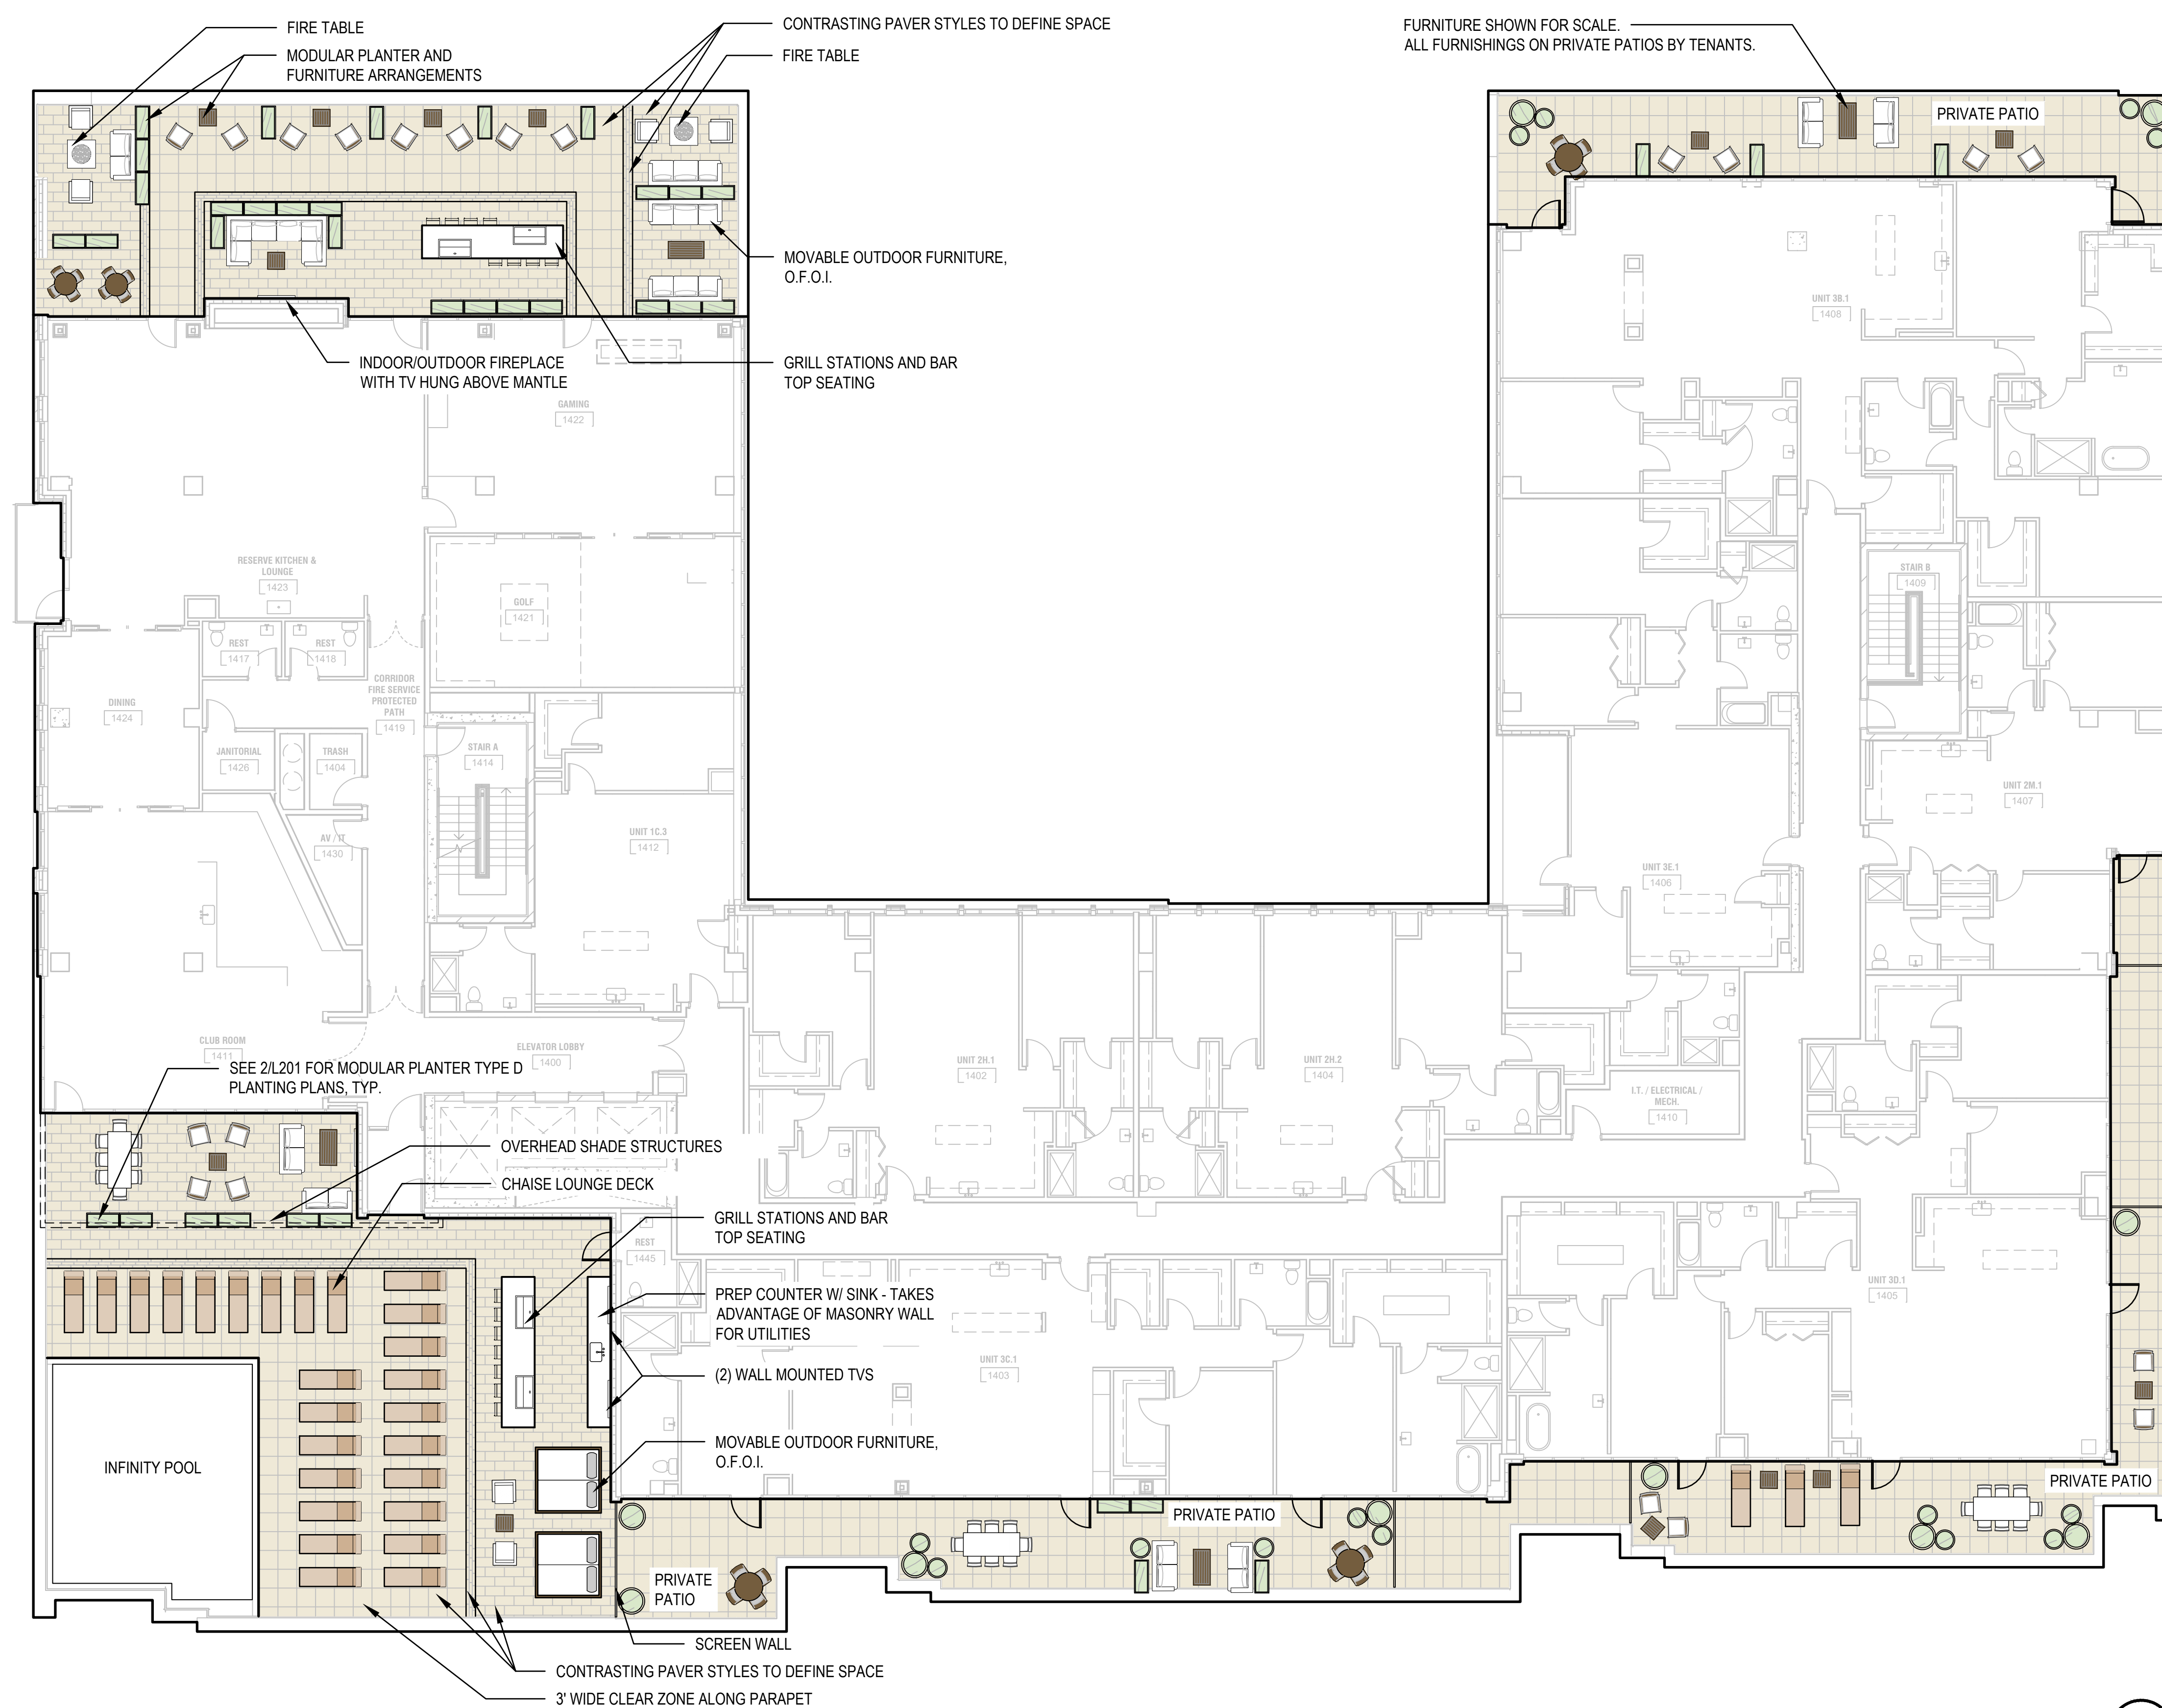 FIRE TABLE
MODULAR PLANTER AND
FURNITURE ARRANGEMENTS
CONTRASTING PAVER STYLES TO DEFINE SPACE
FIRE TABLE
FURNITURE SHOWN FOR SCALE.
ALL FURNISHINGS ON PRIVATE PATIOS BY TENANTS.
PRIVATE PATIO
MOVABLE OUTDOOR FURNITURE,
O.F.O.I.
INDOOR/OUTDOOR FIREPLACE
WITH TV HUNG ABOVE MANTLE
GRILL STATIONS AND BAR
TOP SEATING
UNIT 3B.1
1408
GAMING
1422
RESERVE KITCHEN &
LOUNGE
1423
GOLF
1421
STAIR B
1409
REST
1417
REST
1418
CORRIDOR
FIRE SERVICE
PROTECTED
PATH
1419
DINING
1424
JANITORIAL
1426
TRASH
1404
STAIR A
1414
UNIT 2M.1
1407
AV / IT
1430
UNIT 1C.3
1412
UNIT 3E.1
1406
CLUB ROOM
1411
ELEVATOR LOBBY
1400
UNIT 2H.1
1402
UNIT 2H.2
1404
I.T. / ELECTRICAL /
MECH.
1410
SEE 2/L201 FOR MODULAR PLANTER TYPE D
PLANTING PLANS, TYP.
OVERHEAD SHADE STRUCTURES
CHAISE LOUNGE DECK
GRILL STATIONS AND BAR
TOP SEATING
REST
1445
PREP COUNTER W/ SINK - TAKES
ADVANTAGE OF MASONRY WALL
FOR UTILITIES
UNIT 3D.1
1405
(2) WALL MOUNTED TVS
UNIT 3C.1
1403
MOVABLE OUTDOOR FURNITURE,
O.F.O.I.
INFINITY POOL
PRIVATE PATIO
PRIVATE PATIO
PRIVATE
PATIO
SCREEN WALL
CONTRASTING PAVER STYLES TO DEFINE SPACE
3' WIDE CLEAR ZONE ALONG PARAPET